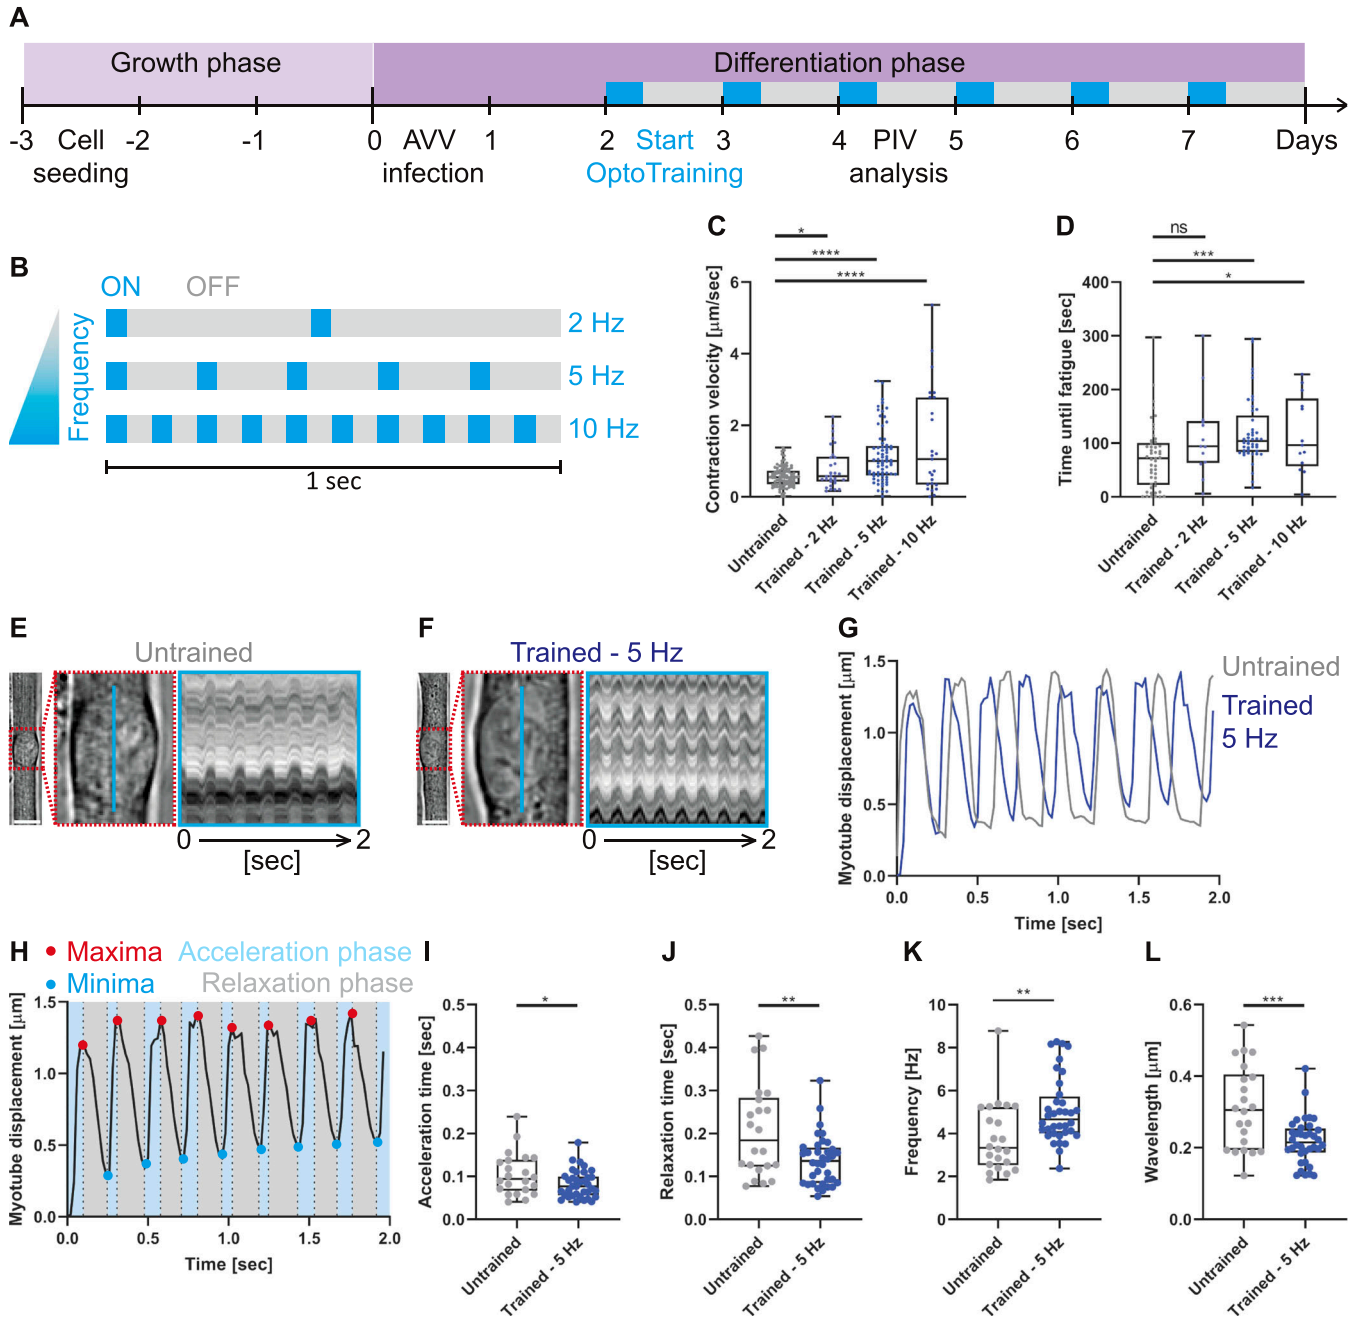 A
Growth phase
Differentiation phase
-3 Cell -2 -1 0 AVV 1 2 Start 3 4 PIV 5 6 7 Days
seeding infection OptoTraining analysis
B
ON OFF
Frequency
2 Hz
5 Hz
10 Hz
1 sec
C
*
****
****
Contraction velocity [μm/sec]
6
4
2
0
Untrained
Trained - 2 Hz
Trained - 5 Hz
Trained - 10 Hz
D
ns
***
*
Time until fatigue [sec]
400
300
200
100
0
Untrained
Trained - 2 Hz
Trained - 5 Hz
Trained - 10 Hz
E
Untrained
0 2
[sec]
F
Trained - 5 Hz
0 2
[sec]
G
Myotube displacement [μm]
1.5
1.0
0.5
0.0
0.0 0.5 1.0 1.5 2.0
Time [sec]
Untrained
Trained
5 Hz
H
Maxima Acceleration phase
Minima Relaxation phase
Myotube displacement [μm]
1.5
1.0
0.5
0.0
0.0 0.5 1.0 1.5 2.0
Time [sec]
I
*
Acceleration time [sec]
0.5
0.4
0.3
0.2
0.1
0.0
Untrained
Trained - 5 Hz
J
**
Relaxation time [sec]
0.5
0.4
0.3
0.2
0.1
0.0
Untrained
Trained - 5 Hz
K
**
Frequency [Hz]
10
8
6
4
2
0
Untrained
Trained - 5 Hz
L
***
Wavelength [μm]
0.6
0.4
0.2
0.0
Untrained
Trained - 5 Hz